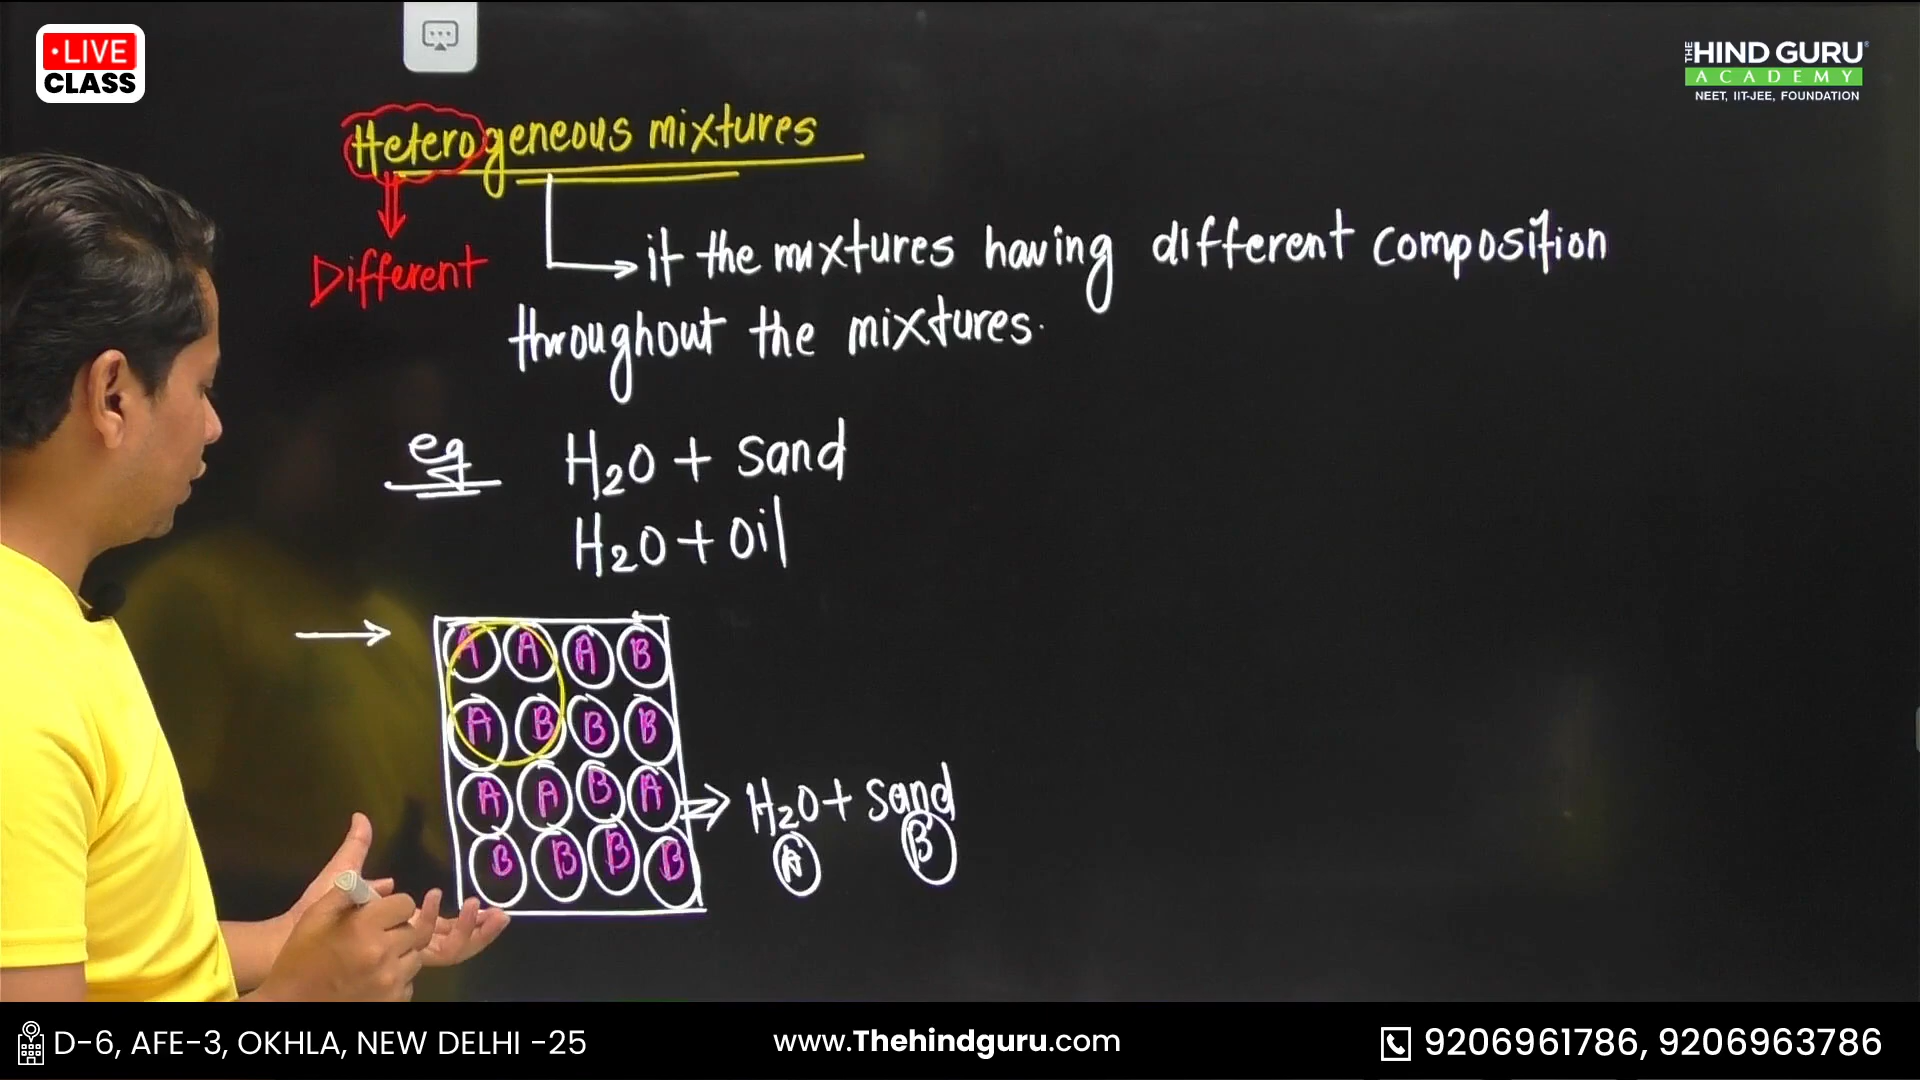 LIVE
CLASS
THE HIND GURU
ACADEMY
NEET, IIT-JEE, FOUNDATION
Heterogeneous mixtures
Different
it the mixtures having different composition
throughout the mixtures.
eg H₂O + sand
H₂O + Oil
A A A B
A B B B
A A B A
B B B B
H₂O + Sand
A B
D-6, AFE-3, OKHLA, NEW DELHI -25
www.Thehindguru.com
9206961786, 9206963786